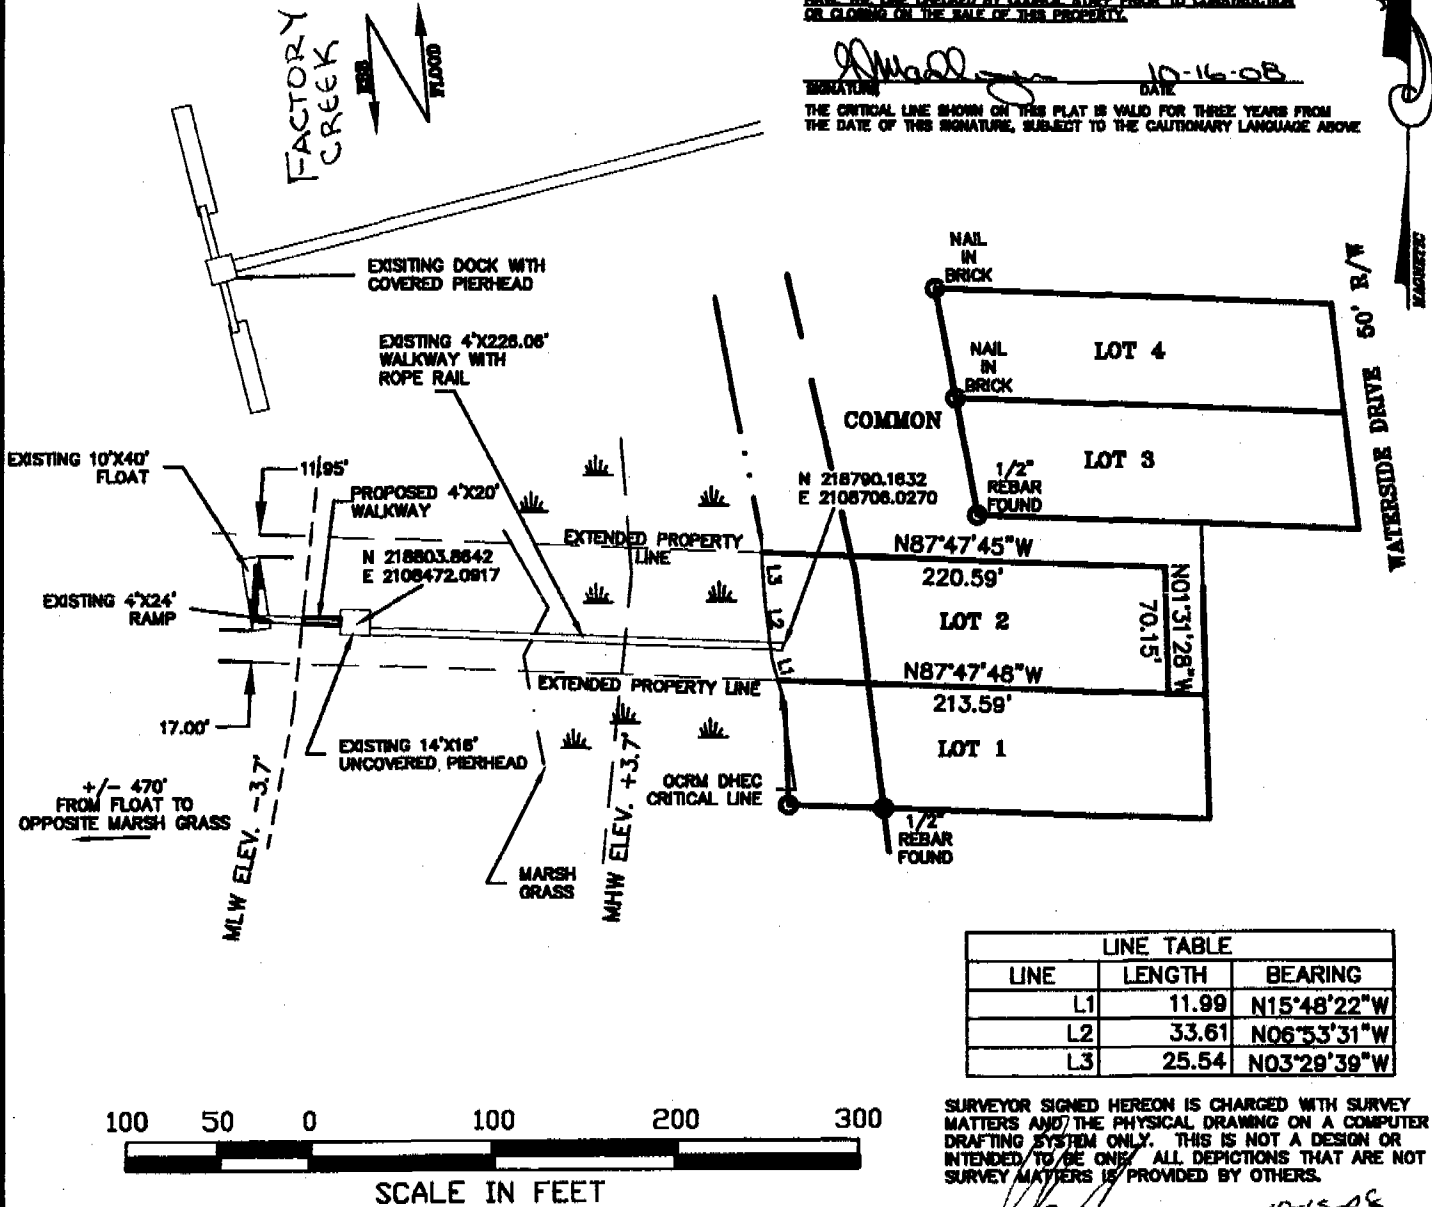 OR CLOSING ON THE SALE OF THIS PROPERTY.
SIGNATURE
10-16-08
DATE
THE CRITICAL LINE SHOWN ON THIS PLAT IS VALID FOR THREE YEARS FROM
THE DATE OF THIS SIGNATURE, SUBJECT TO THE CAUTIONARY LANGUAGE ABOVE
FACTORY
CREEK
EBB
FLOOD
MAGNETIC
EXISITING DOCK WITH
COVERED PIERHEAD
EXISTING 4'X226.06'
WALKWAY WITH
ROPE RAIL
NAIL
IN
BRICK
LOT 4
NAIL
IN
BRICK
COMMON
LOT 3
1/2"
REBAR
FOUND
WATERSIDE DRIVE 50' R/W
EXISTING 10'X40'
FLOAT
11.95'
PROPOSED 4'X20'
WALKWAY
N 218803.8642
E 2108472.0917
EXISTING 4'X24'
RAMP
N 218790.1632
E 2108706.0270
EXTENDED PROPERTY
LINE
L3
L2
L1
N87°47'45"W
220.59'
LOT 2
N01°31'28"W
70.15'
N87°47'48"W
213.59'
LOT 1
EXTENDED PROPERTY LINE
17.00'
EXISTING 14'X16'
UNCOVERED PIERHEAD
OCRM DHEC
CRITICAL LINE
+/- 470'
FROM FLOAT TO
OPPOSITE MARSH GRASS
MLW ELEV. -3.7'
MHW ELEV. +3.7'
MARSH
GRASS
1/2"
REBAR
FOUND
LINE TABLE
LINE LENGTH BEARING
L1 11.99 N15°48'22"W
L2 33.61 N06°53'31"W
L3 25.54 N03°29'39"W
100 50 0 100 200 300
SCALE IN FEET
SURVEYOR SIGNED HEREON IS CHARGED WITH SURVEY
MATTERS AND THE PHYSICAL DRAWING ON A COMPUTER
DRAFTING SYSTEM ONLY. THIS IS NOT A DESIGN OR
INTENDED TO BE ONE. ALL DEPICTIONS THAT ARE NOT
SURVEY MATTERS IS PROVIDED BY OTHERS.